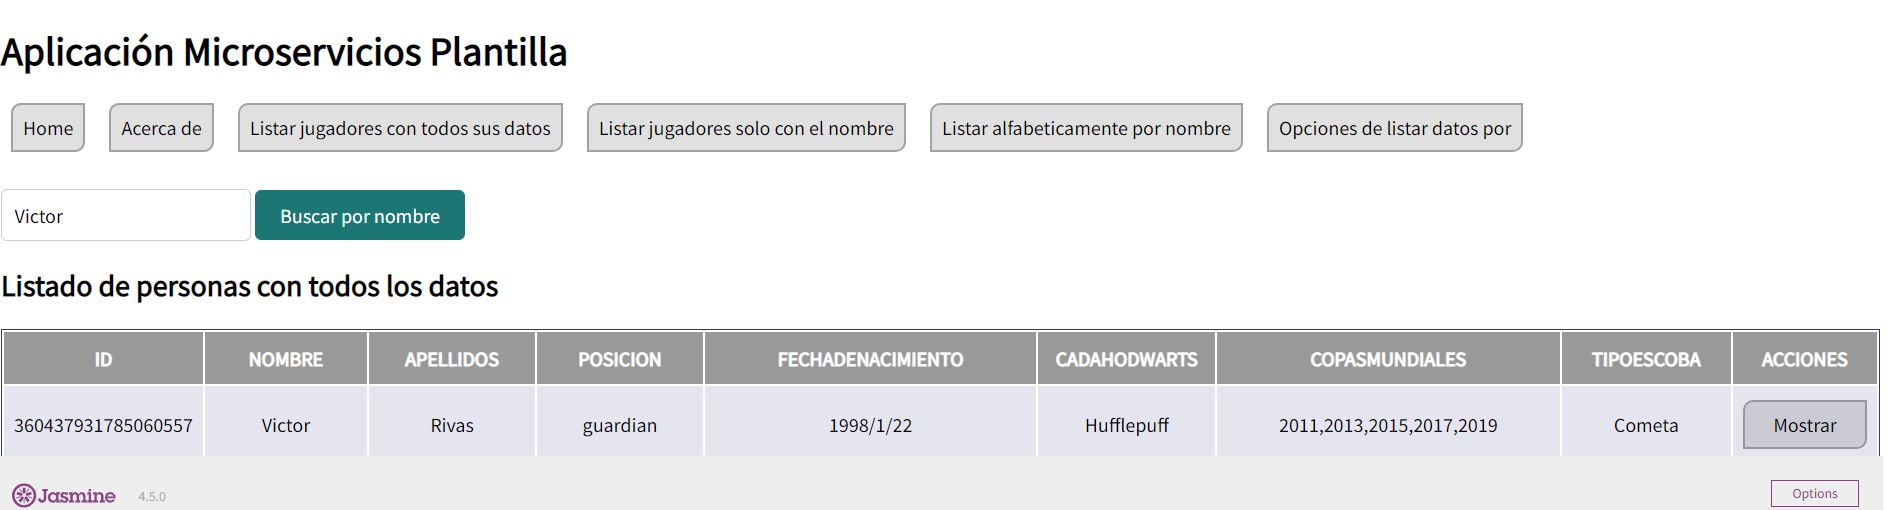 Aplicación Microservicios Plantilla
Home Acerca de Listar jugadores con todos sus datos Listar jugadores solo con el nombre Listar alfabeticamente por nombre Opciones de listar datos por
Victor Buscar por nombre
Listado de personas con todos los datos
ID NOMBRE APELLIDOS POSICION FECHADENACIMIENTO CADAHODWARTS COPASMUNDIALES TIPOESCOBA ACCIONES
360437931785060557 Victor Rivas guardian 1998/1/22 Hufflepuff 2011,2013,2015,2017,2019 Cometa Mostrar
Jasmine 4.5.0 Options